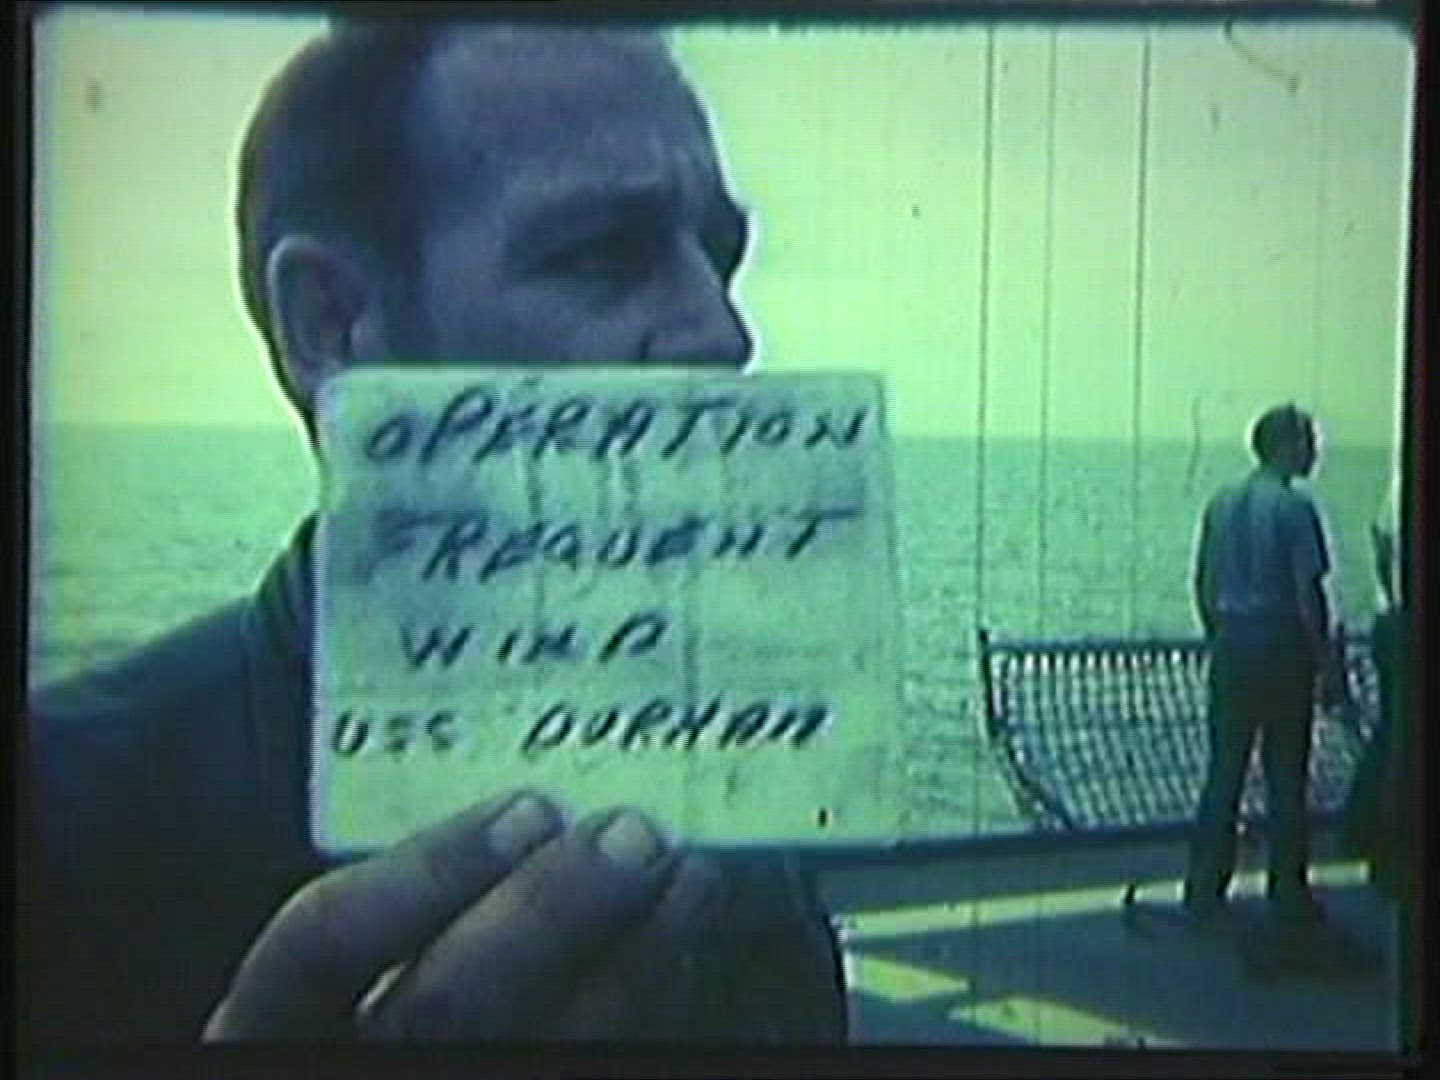 OPERATION
FREQUENT
WIND
USS DURHAM